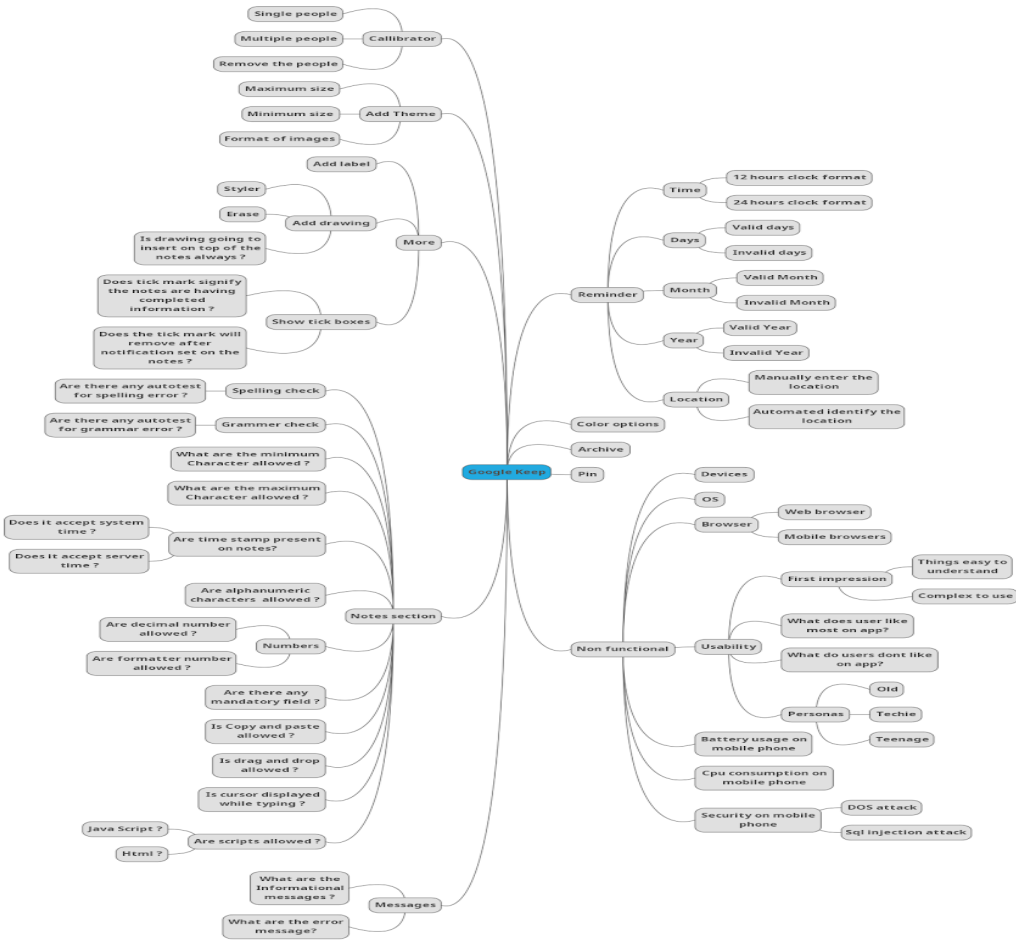 Google Keep
Callibrator
Single people
Multiple people
Remove the people
Add Theme
Maximum size
Minimum size
Format of images
More
Add label
Add drawing
Styler
Erase
Is drawing going to
insert on top of the
notes always ?
Show tick boxes
Does tick mark signify
the notes are having
completed
information ?
Does the tick mark will
remove after
notification set on the
notes ?
Notes section
Spelling check
Are there any autotest
for spelling error ?
Grammer check
Are there any autotest
for grammar error ?
What are the minimum
Character allowed ?
What are the maximum
Character allowed ?
Are time stamp present
on notes?
Does it accept system
time ?
Does it accept server
time ?
Are alphanumeric
characters allowed ?
Numbers
Are decimal number
allowed ?
Are formatter number
allowed ?
Are there any
mandatory field ?
Is Copy and paste
allowed ?
Is drag and drop
allowed ?
Is cursor displayed
while typing ?
Are scripts allowed ?
Java Script ?
Html ?
Messages
What are the
Informational
messages ?
What are the error
message?
Reminder
Time
12 hours clock format
24 hours clock format
Days
Valid days
Invalid days
Month
Valid Month
Invalid Month
Year
Valid Year
Invalid Year
Location
Manually enter the
location
Automated identify the
location
Color options
Archive
Pin
Non functional
Devices
OS
Browser
Web browser
Mobile browsers
Usability
First impression
Things easy to
understand
Complex to use
What does user like
most on app?
What do users dont like
on app?
Personas
Old
Techie
Teenage
Battery usage on
mobile phone
Cpu consumption on
mobile phone
Security on mobile
phone
DOS attack
Sql injection attack